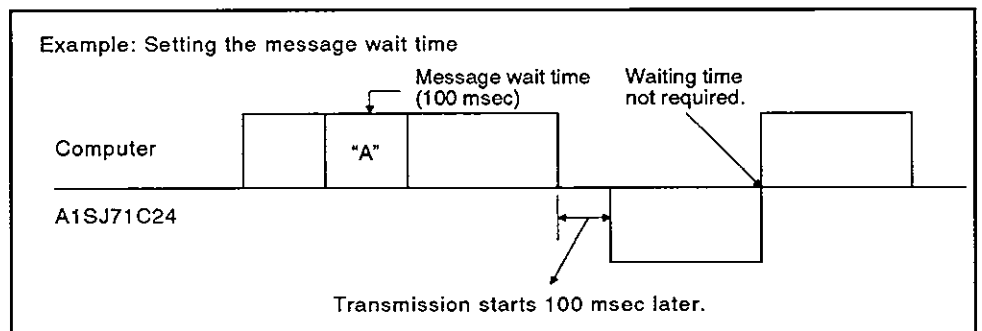 Example: Setting the message wait time
Message wait time
(100 msec)
Waiting time
not required.
Computer
"A"
A1SJ71C24
Transmission starts 100 msec later.